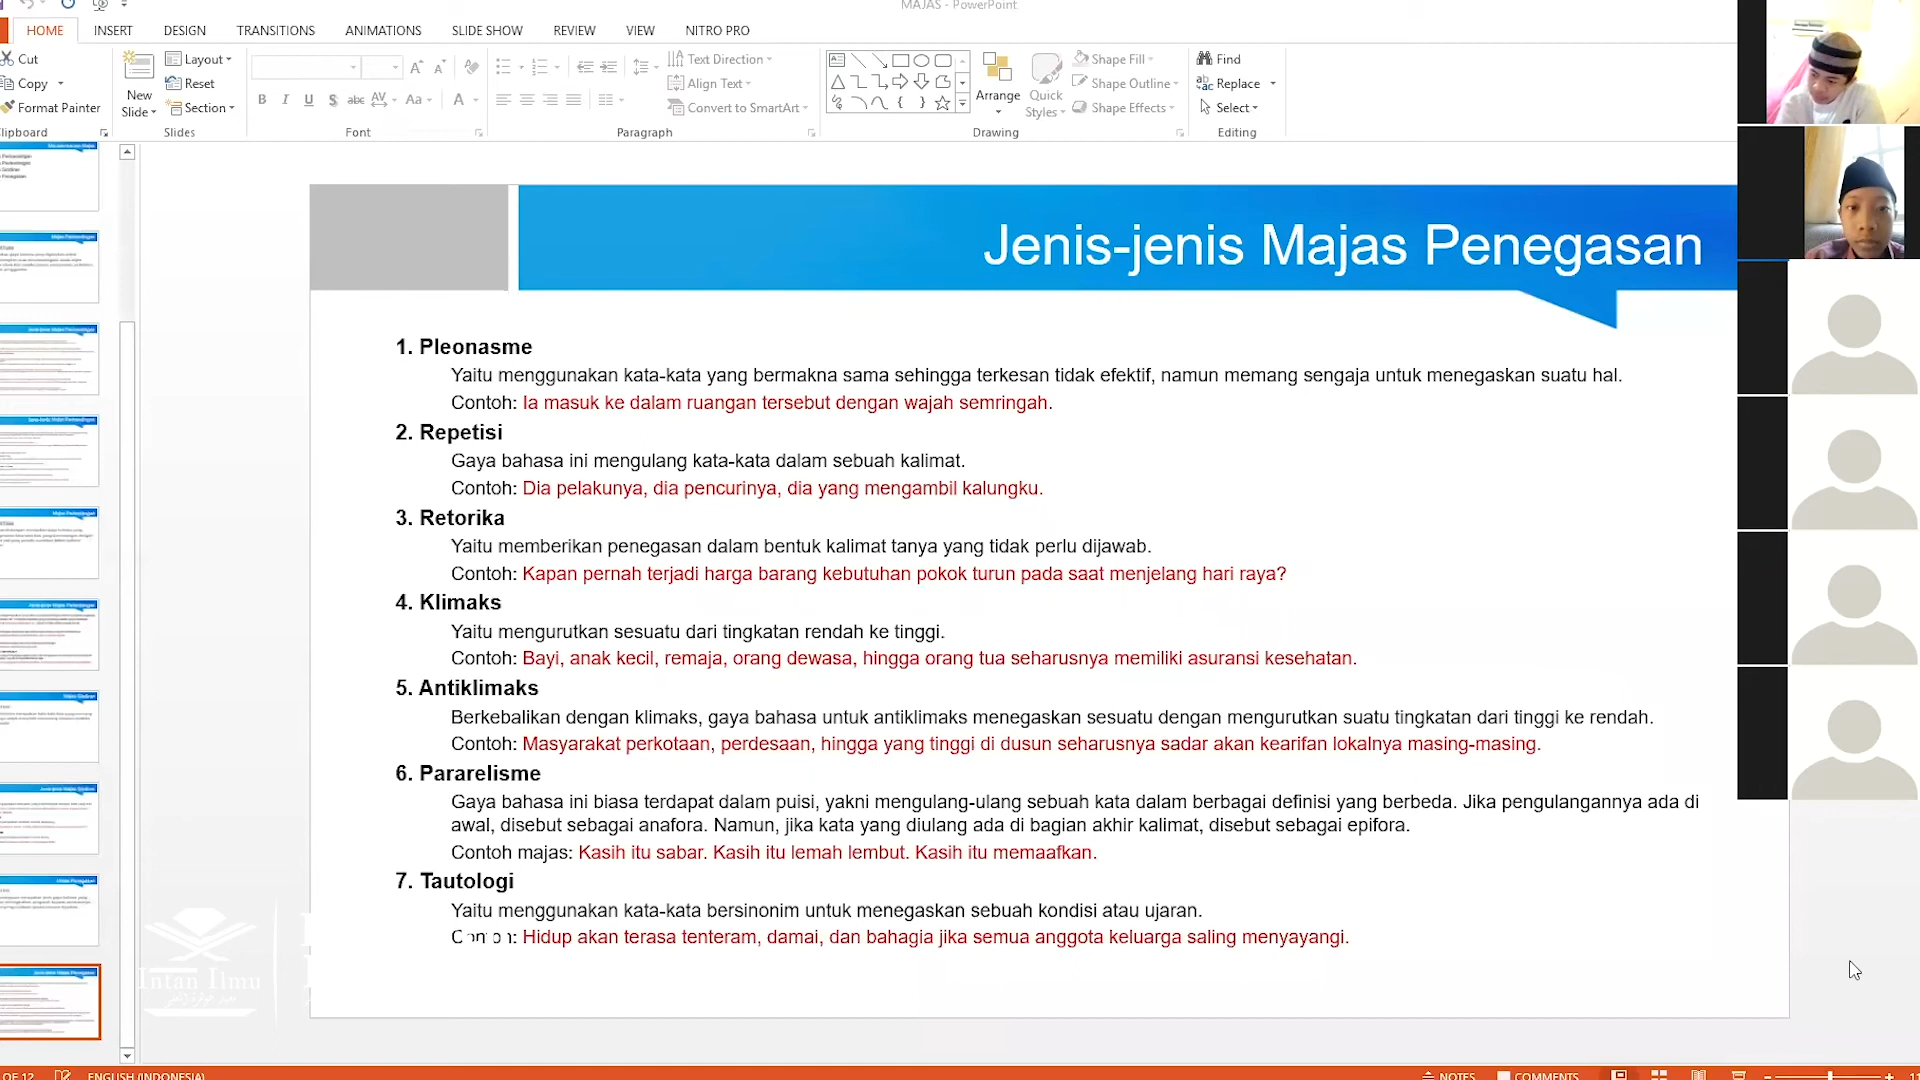 MAJAS - PowerPoint
HOME INSERT DESIGN TRANSITIONS ANIMATIONS SLIDE SHOW REVIEW VIEW NITRO PRO
Cut
Copy
Format Painter
Clipboard
New Slide
Layout
Reset
Section
Slides
B I U S abc AV Aa A
Font
Text Direction
Align Text
Convert to SmartArt
Paragraph
Arrange
Quick Styles
Shape Fill
Shape Outline
Shape Effects
Drawing
Find
Replace
Select
Editing
Jenis-jenis Majas Penegasan
1. Pleonasme
Yaitu menggunakan kata-kata yang bermakna sama sehingga terkesan tidak efektif, namun memang sengaja untuk menegaskan suatu hal.
Contoh: Ia masuk ke dalam ruangan tersebut dengan wajah semringah.
2. Repetisi
Gaya bahasa ini mengulang kata-kata dalam sebuah kalimat.
Contoh: Dia pelakunya, dia pencurinya, dia yang mengambil kalungku.
3. Retorika
Yaitu memberikan penegasan dalam bentuk kalimat tanya yang tidak perlu dijawab.
Contoh: Kapan pernah terjadi harga barang kebutuhan pokok turun pada saat menjelang hari raya?
4. Klimaks
Yaitu mengurutkan sesuatu dari tingkatan rendah ke tinggi.
Contoh: Bayi, anak kecil, remaja, orang dewasa, hingga orang tua seharusnya memiliki asuransi kesehatan.
5. Antiklimaks
Berkebalikan dengan klimaks, gaya bahasa untuk antiklimaks menegaskan sesuatu dengan mengurutkan suatu tingkatan dari tinggi ke rendah.
Contoh: Masyarakat perkotaan, perdesaan, hingga yang tinggi di dusun seharusnya sadar akan kearifan lokalnya masing-masing.
6. Pararelisme
Gaya bahasa ini biasa terdapat dalam puisi, yakni mengulang-ulang sebuah kata dalam berbagai definisi yang berbeda. Jika pengulangannya ada di
awal, disebut sebagai anafora. Namun, jika kata yang diulang ada di bagian akhir kalimat, disebut sebagai epifora.
Contoh majas: Kasih itu sabar. Kasih itu lemah lembut. Kasih itu memaafkan.
7. Tautologi
Yaitu menggunakan kata-kata bersinonim untuk menegaskan sebuah kondisi atau ujaran.
Contoh: Hidup akan terasa tenteram, damai, dan bahagia jika semua anggota keluarga saling menyayangi.
Intan Ilmu
OF 12 ENGLISH (INDONESIA) NOTES COMMENTS